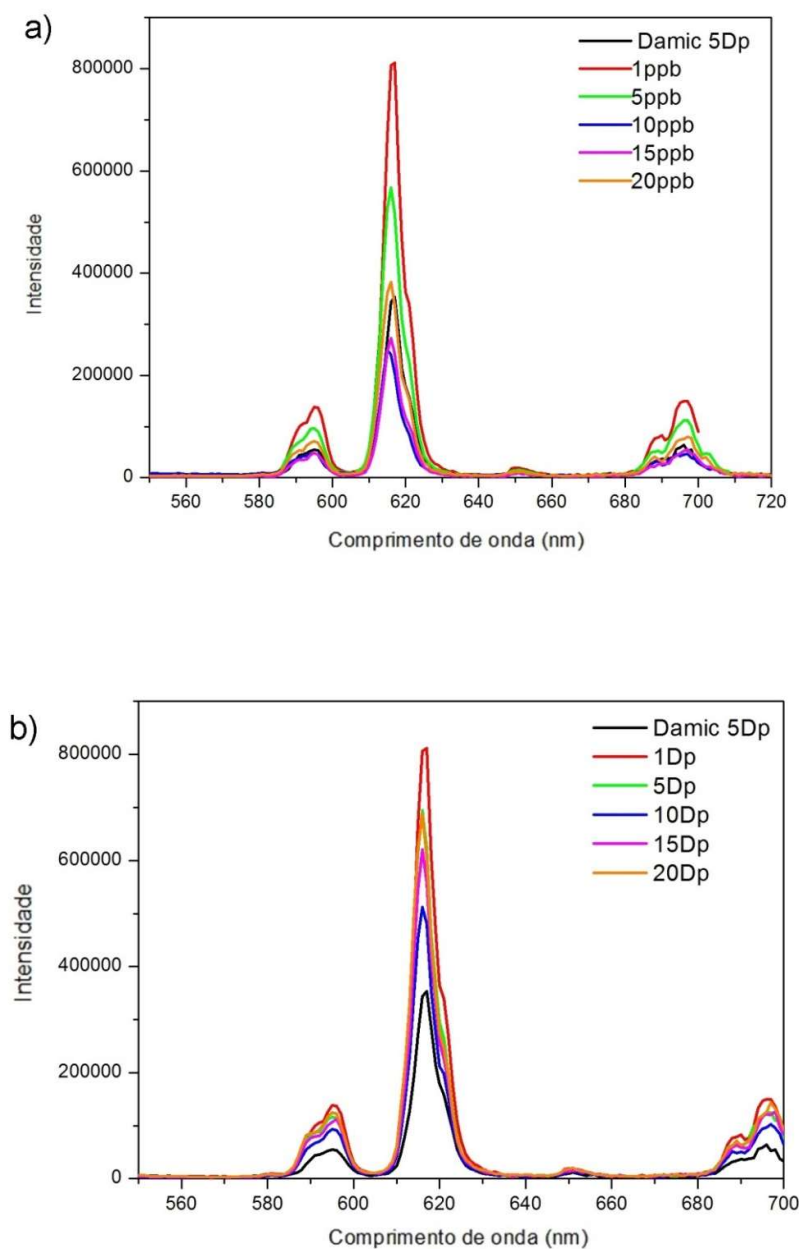 a)
Damic 5Dp
1ppb
5ppb
10ppb
15ppb
20ppb
800000
600000
400000
200000
0
Intensidade
560 580 600 620 640 660 680 700 720
Comprimento de onda (nm)
b)
Damic 5Dp
1Dp
5Dp
10Dp
15Dp
20Dp
800000
600000
400000
200000
0
Intensidade
560 580 600 620 640 660 680 700
Comprimento de onda (nm)